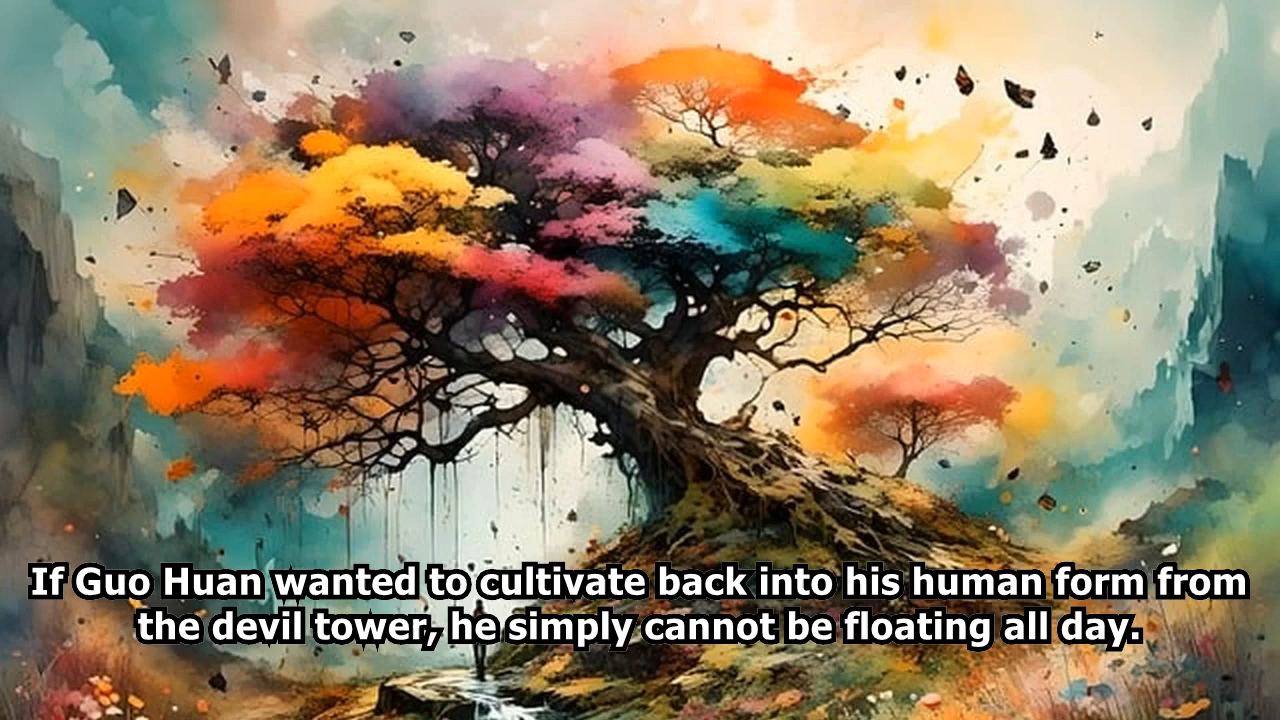 If Guo Huan wanted to cultivate back into his human form from
the devil tower, he simply cannot be floating all day.